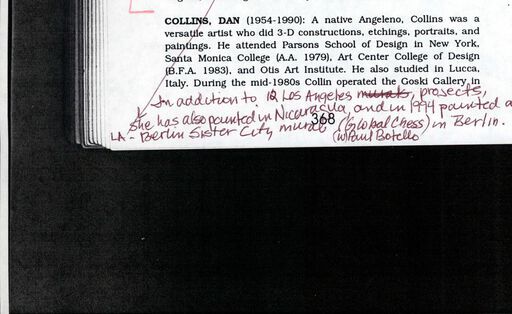 COLLINS, DAN (1954-1990): A native Angeleno, Collins was a
versatile artist who did 3-D constructions, etchings, portraits, and
paintings. He attended Parsons School of Design in New York,
Santa Monica College (A.A. 1979), Art Center College of Design
(B.F.A. 1983), and Otis Art Institute. He also studied in Lucca,
Italy. During the mid-1980s Collin operated the Goski Gallery in
In addition to 12 Los Angeles murals, projects,
She has also painted in Nicaragua, and in 1994 painted a
368
LA - Berlin Sister City mural (Global Chess) in Berlin.
(w/Paul Botello